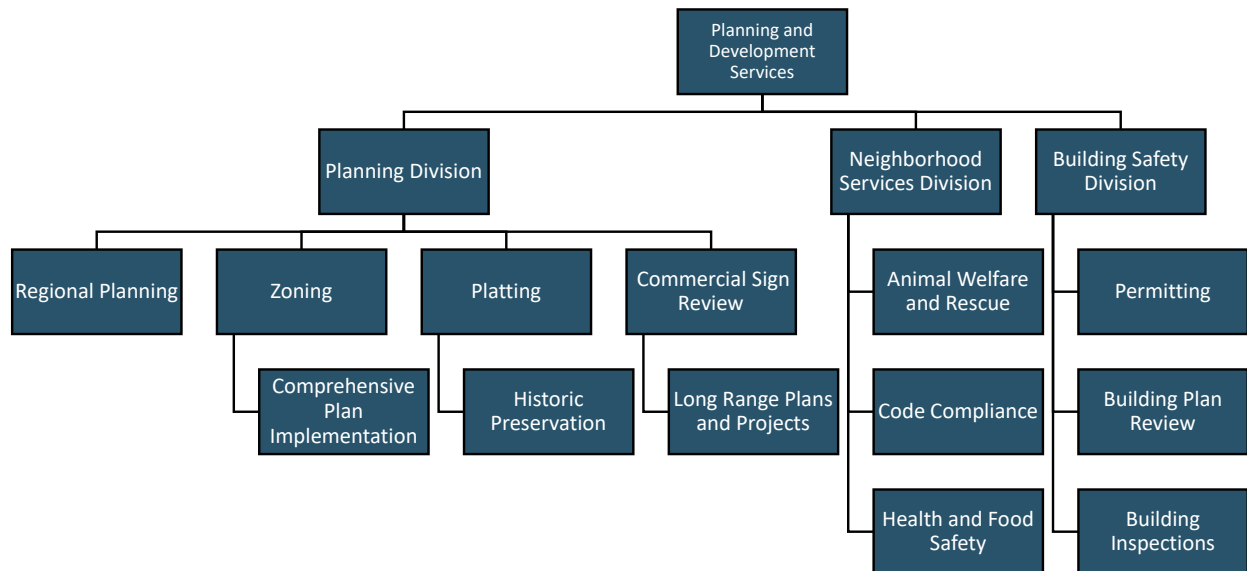 Planning and
Development
Services
Planning Division
Neighborhood
Services Division
Building Safety
Division
Regional Planning
Zoning
Platting
Commercial Sign
Review
Animal Welfare
and Rescue
Permitting
Comprehensive
Plan
Implementation
Historic
Preservation
Long Range Plans
and Projects
Code Compliance
Building Plan
Review
Health and Food
Safety
Building
Inspections